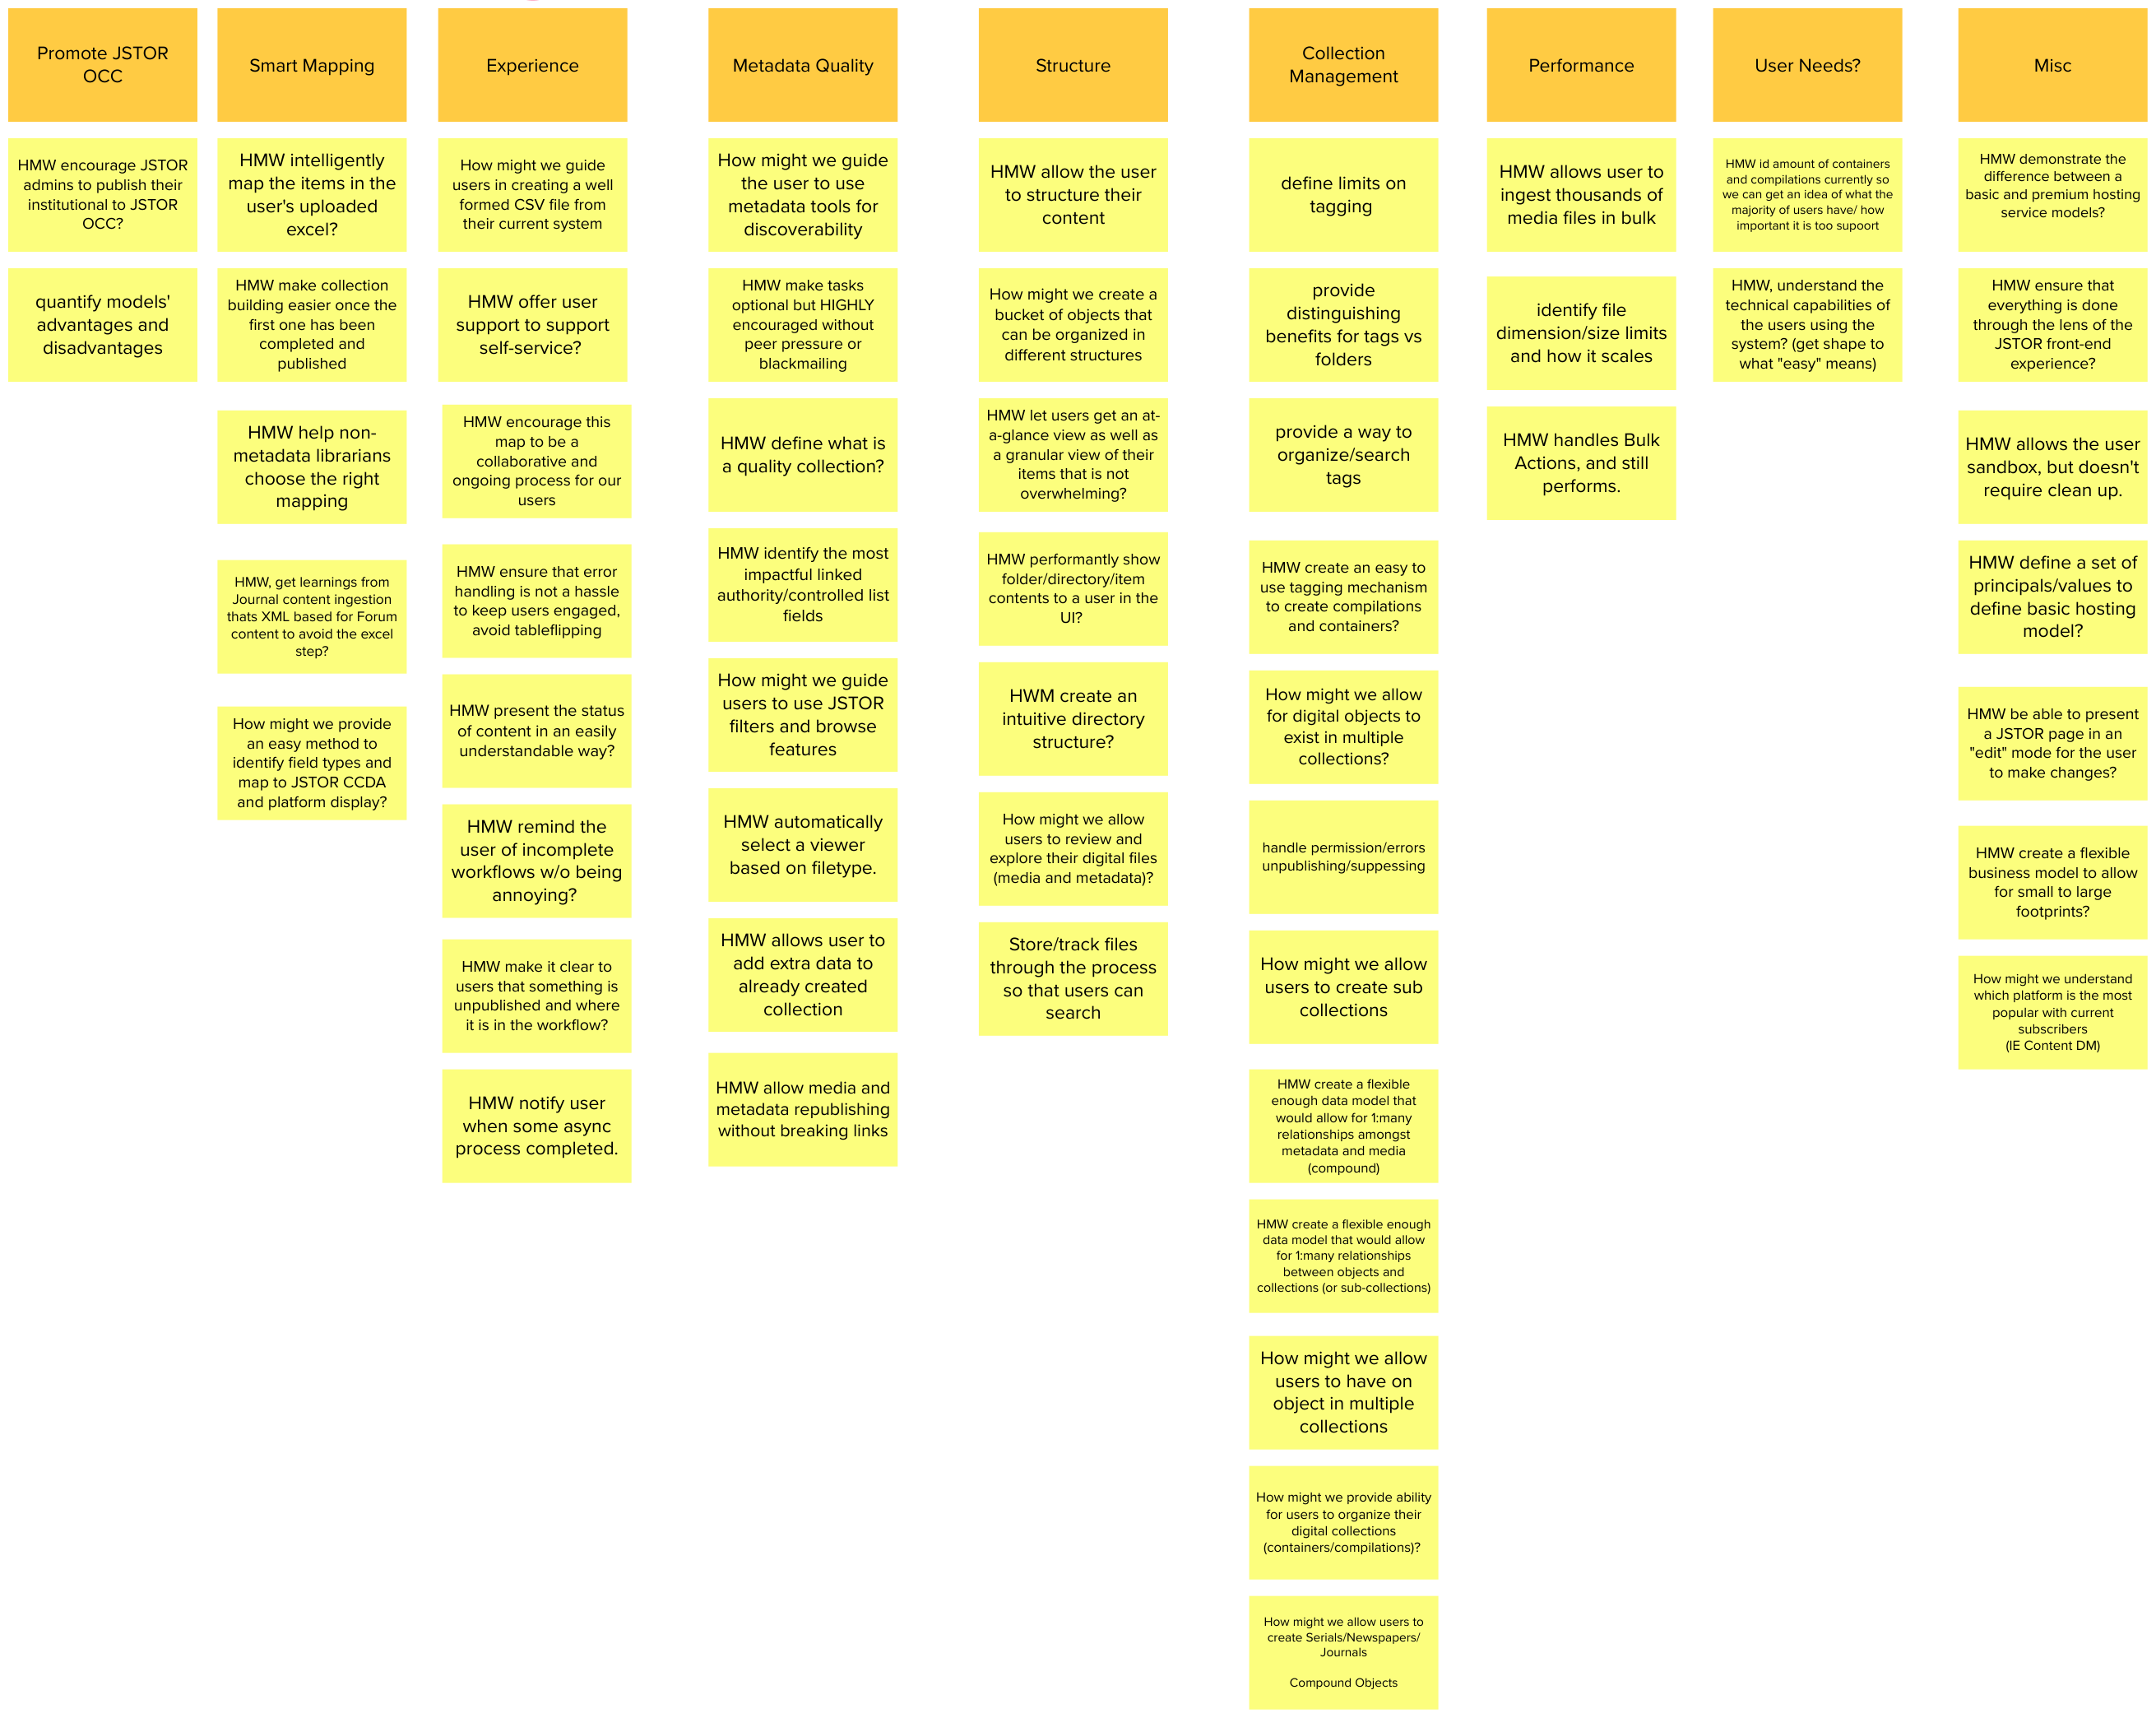 Promote JSTOR
OCC
HMW encourage JSTOR
admins to publish their
institutional to JSTOR
OCC?
quantify models'
advantages and
disadvantages
Smart Mapping
HMW intelligently
map the items in the
user's uploaded
excel?
HMW make collection
building easier once the
first one has been
completed and
published
HMW help non-
metadata librarians
choose the right
mapping
HMW, get learnings from
Journal content ingestion
thats XML based for Forum
content to avoid the excel
step?
How might we provide
an easy method to
identify field types and
map to JSTOR CCDA
and platform display?
Experience
How might we guide
users in creating a well
formed CSV file from
their current system
HMW offer user
support to support
self-service?
HMW encourage this
map to be a
collaborative and
ongoing process for our
users
HMW ensure that error
handling is not a hassle
to keep users engaged,
avoid tableflipping
HMW present the status
of content in an easily
understandable way?
HMW remind the
user of incomplete
workflows w/o being
annoying?
HMW make it clear to
users that something is
unpublished and where
it is in the workflow?
HMW notify user
when some async
process completed.
Metadata Quality
How might we guide
the user to use
metadata tools for
discoverability
HMW make tasks
optional but HIGHLY
encouraged without
peer pressure or
blackmailing
HMW define what is
a quality collection?
HMW identify the most
impactful linked
authority/controlled list
fields
How might we guide
users to use JSTOR
filters and browse
features
HMW automatically
select a viewer
based on filetype.
HMW allows user to
add extra data to
already created
collection
HMW allow media and
metadata republishing
without breaking links
Structure
HMW allow the user
to structure their
content
How might we create a
bucket of objects that
can be organized in
different structures
HMW let users get an at-
a-glance view as well as
a granular view of their
items that is not
overwhelming?
HMW performantly show
folder/directory/item
contents to a user in the
UI?
HWM create an
intuitive directory
structure?
How might we allow
users to review and
explore their digital files
(media and metadata)?
Store/track files
through the process
so that users can
search
Collection
Management
define limits on
tagging
provide
distinguishing
benefits for tags vs
folders
provide a way to
organize/search
tags
HMW create an easy to
use tagging mechanism
to create compilations
and containers?
How might we allow
for digital objects to
exist in multiple
collections?
handle permission/errors
unpublishing/suppessing
How might we allow
users to create sub
collections
HMW create a flexible
enough data model that
would allow for 1:many
relationships amongst
metadata and media
(compound)
HMW create a flexible enough
data model that would allow
for 1:many relationships
between objects and
collections (or sub-collections)
How might we allow
users to have on
object in multiple
collections
How might we provide ability
for users to organize their
digital collections
(containers/compilations)?
How might we allow users to
create Serials/Newspapers/
Journals
Compound Objects
Performance
HMW allows user to
ingest thousands of
media files in bulk
identify file
dimension/size limits
and how it scales
HMW handles Bulk
Actions, and still
performs.
User Needs?
HMW id amount of containers
and compilations currently so
we can get an idea of what the
majority of users have/ how
important it is too supoort
HMW, understand the
technical capabilities of
the users using the
system? (get shape to
what "easy" means)
Misc
HMW demonstrate the
difference between a
basic and premium hosting
service models?
HMW ensure that
everything is done
through the lens of the
JSTOR front-end
experience?
HMW allows the user
sandbox, but doesn't
require clean up.
HMW define a set of
principals/values to
define basic hosting
model?
HMW be able to present
a JSTOR page in an
"edit" mode for the user
to make changes?
HMW create a flexible
business model to allow
for small to large
footprints?
How might we understand
which platform is the most
popular with current
subscribers
(IE Content DM)